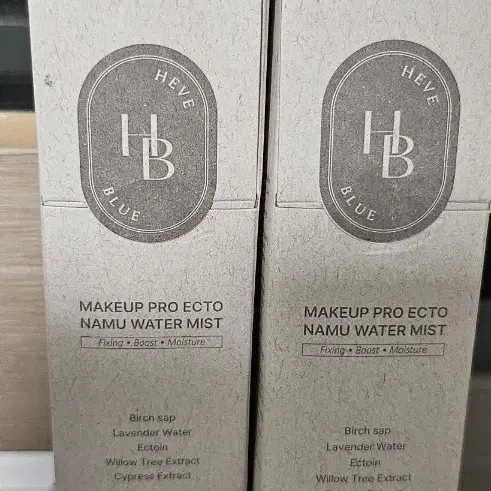 HEVE
HB
BLUE
MAKEUP PRO ECTO
NAMU WATER MIST
Fixing • Boost • Moisture
Birch sap
Lavender Water
Ectoin
Willow Tree Extract
Cypress Extract
HEVE
HB
BLUE
MAKEUP PRO ECTO
NAMU WATER MIST
Fixing • Boost • Moisture
Birch sap
Lavender Water
Ectoin
Willow Tree Extract